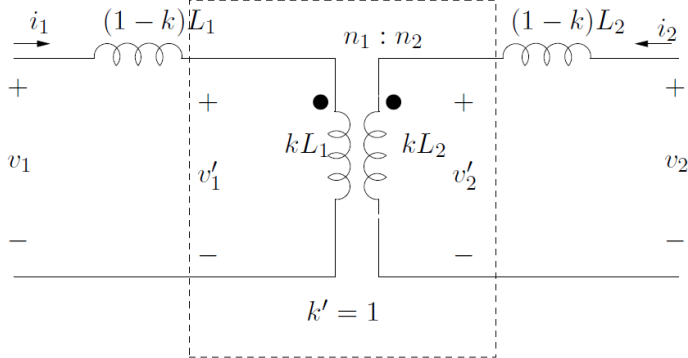 i₁ (1 − k)L₁ n₁ : n₂ (1 − k)L₂ i₂
+ + + +
kL₁ kL₂
v₁ v₁′ v₂′ v₂
− − − −
k′ = 1